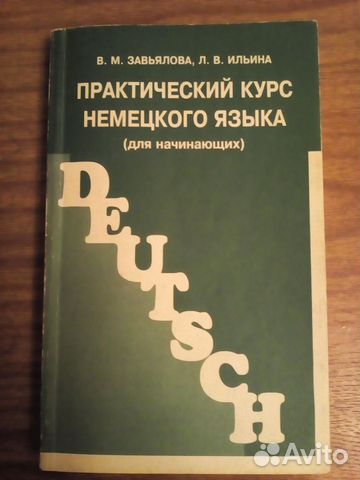 В. М. ЗАВЬЯЛОВА, Л. В. ИЛЬИНА
ПРАКТИЧЕСКИЙ КУРС
НЕМЕЦКОГО ЯЗЫКА
(для начинающих)
DEUTSCH
Avito